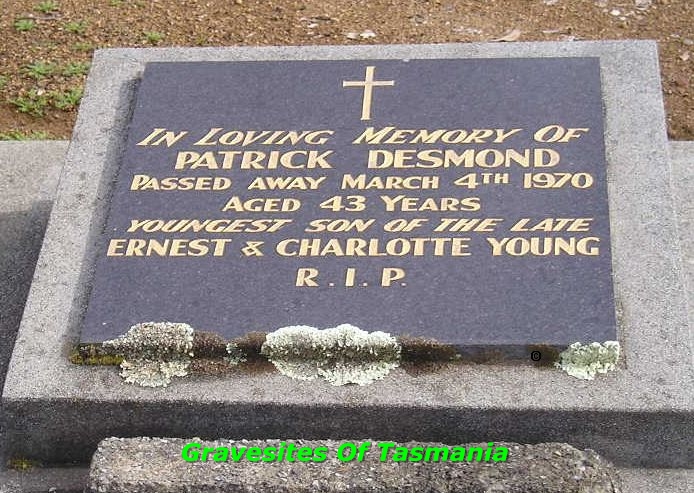 IN LOVING MEMORY OF
PATRICK DESMOND
PASSED AWAY MARCH 4TH 1970
AGED 43 YEARS
YOUNGEST SON OF THE LATE
ERNEST & CHARLOTTE YOUNG
R.I.P.
©
Gravesites Of Tasmania